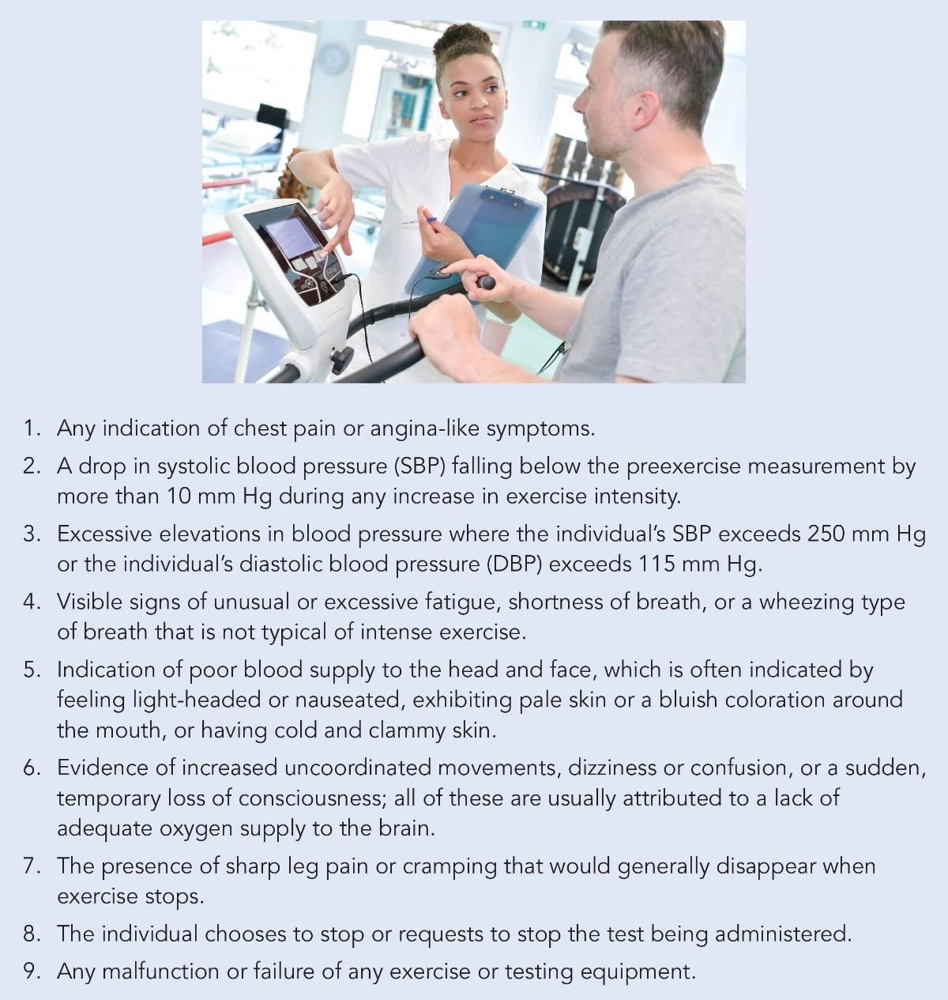 1. Any indication of chest pain or angina-like symptoms.
2. A drop in systolic blood pressure (SBP) falling below the preexercise measurement by
more than 10 mm Hg during any increase in exercise intensity.
3. Excessive elevations in blood pressure where the individual’s SBP exceeds 250 mm Hg
or the individual’s diastolic blood pressure (DBP) exceeds 115 mm Hg.
4. Visible signs of unusual or excessive fatigue, shortness of breath, or a wheezing type
of breath that is not typical of intense exercise.
5. Indication of poor blood supply to the head and face, which is often indicated by
feeling light-headed or nauseated, exhibiting pale skin or a bluish coloration around
the mouth, or having cold and clammy skin.
6. Evidence of increased uncoordinated movements, dizziness or confusion, or a sudden,
temporary loss of consciousness; all of these are usually attributed to a lack of
adequate oxygen supply to the brain.
7. The presence of sharp leg pain or cramping that would generally disappear when
exercise stops.
8. The individual chooses to stop or requests to stop the test being administered.
9. Any malfunction or failure of any exercise or testing equipment.